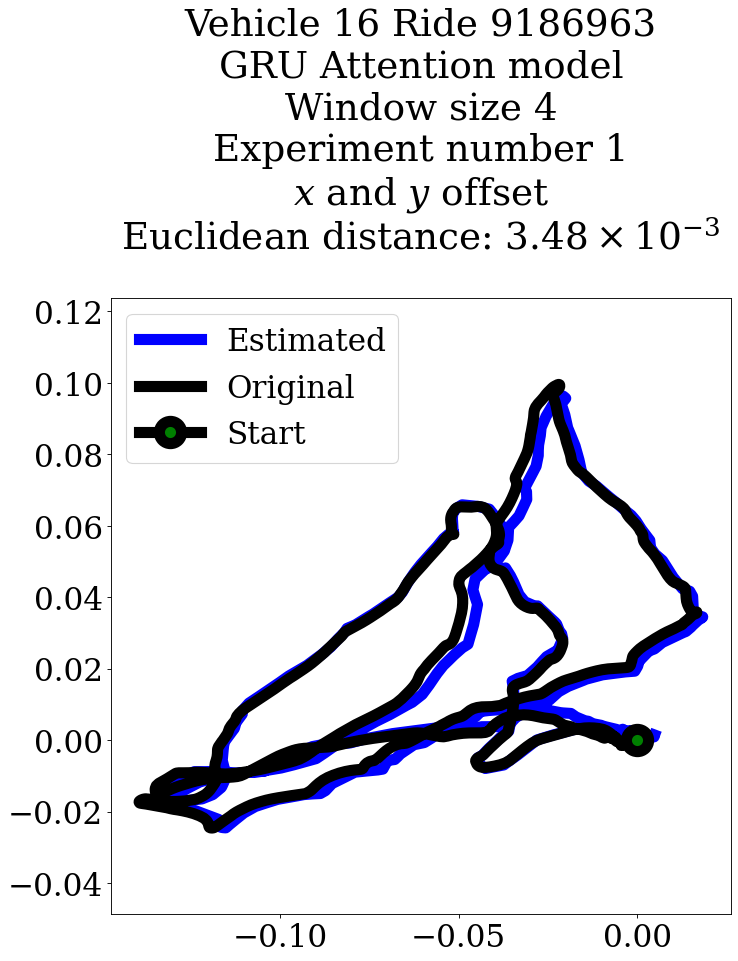 Vehicle 16 Ride 9186963
GRU Attention model
Window size 4
Experiment number 1
x and y offset
Euclidean distance: 3.48 × 10⁻³
0.12
0.10
0.08
0.06
0.04
0.02
0.00
−0.02
−0.04
Estimated
Original
Start
−0.10
−0.05
0.00